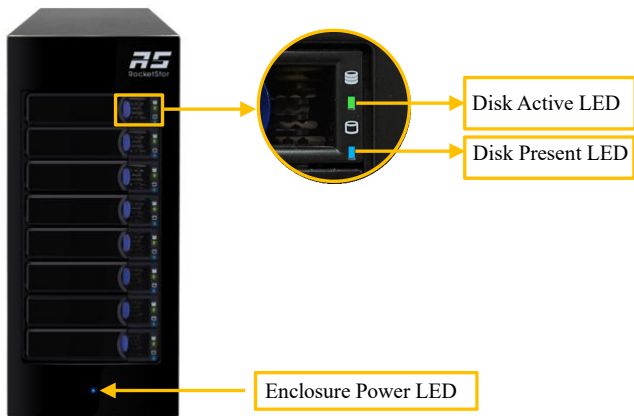 RS
RocketStor
Disk Active LED
Disk Present LED
Enclosure Power LED